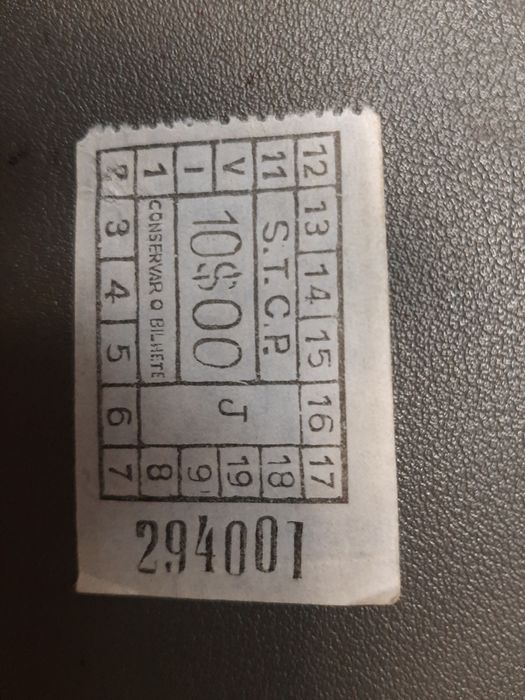 12 13 14 15 16 17
11 S.T.C.P. 18
V 10$00 J 19
I 9
1 CONSERVAR O BILHETE 8
2 3 4 5 6 7
294001